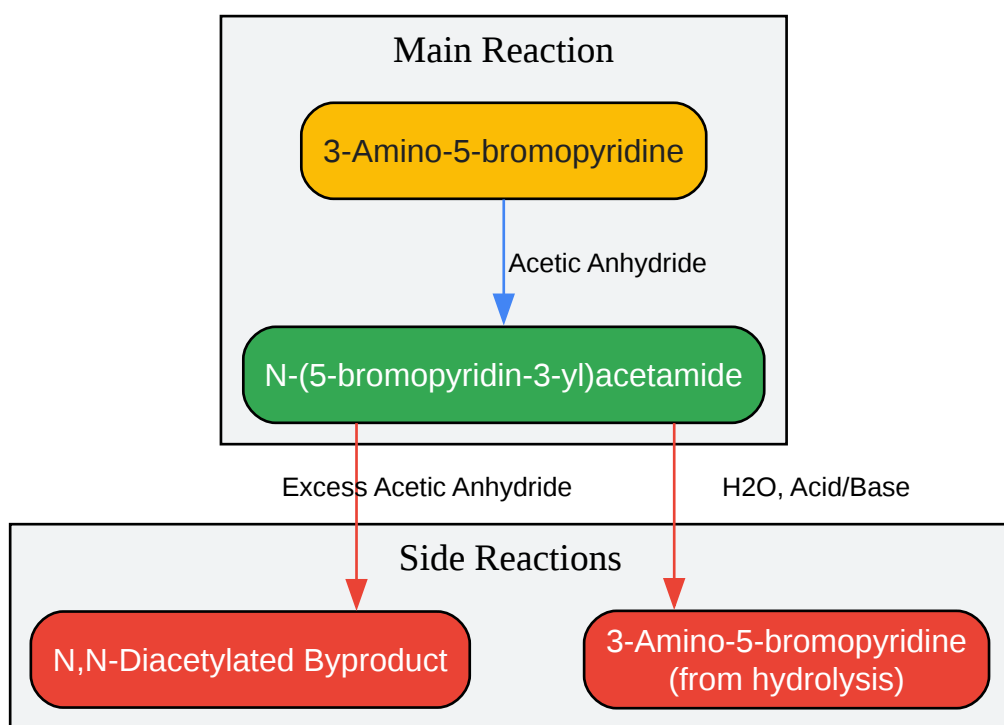 Main Reaction
3-Amino-5-bromopyridine
Acetic Anhydride
N-(5-bromopyridin-3-yl)acetamide
Excess Acetic Anhydride
H2O, Acid/Base
Side Reactions
N,N-Diacetylated Byproduct
3-Amino-5-bromopyridine
(from hydrolysis)